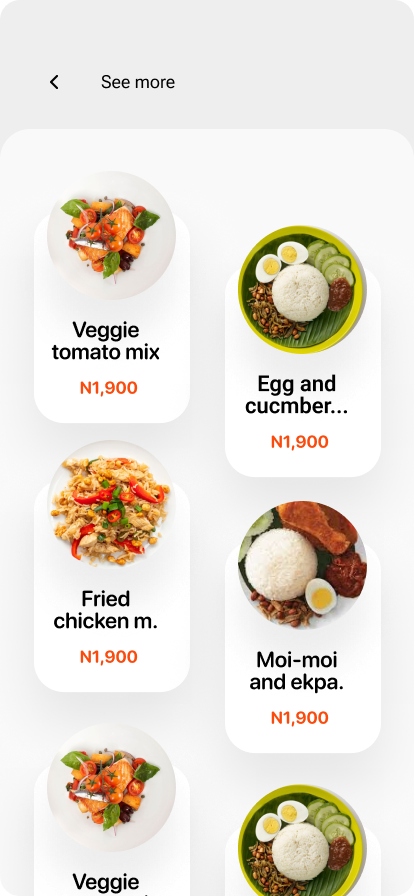 See more
Veggie
tomato mix
N1,900
Egg and
cucmber...
N1,900
Fried
chicken m.
N1,900
Moi-moi
and ekpa.
N1,900
Veggie